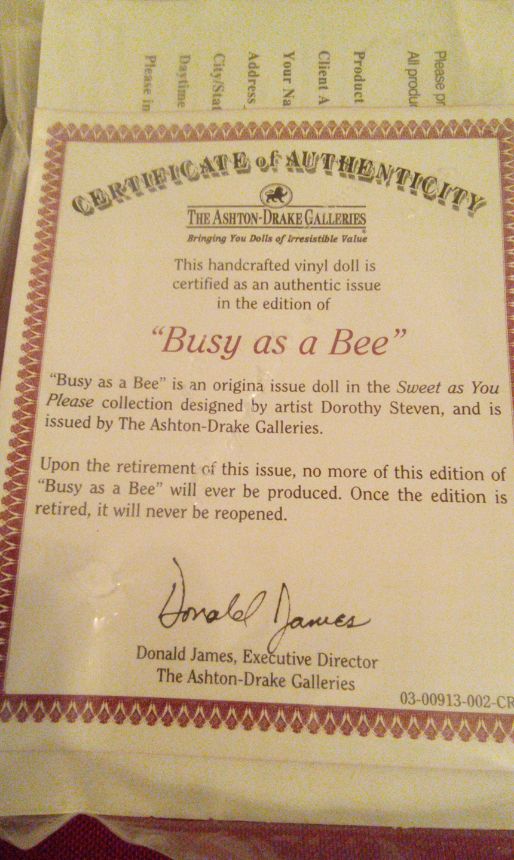 Please pr
All produ
Product
Client A
Your Na
Address
City/Stat
Daytime
Please in
CERTIFICATE of AUTHENTICITY
THE ASHTON-DRAKE GALLERIES
Bringing You Dolls of Irresistible Value
This handcrafted vinyl doll is
certified as an authentic issue
in the edition of
“Busy as a Bee”
“Busy as a Bee” is an origina issue doll in the Sweet as You
Please collection designed by artist Dorothy Steven, and is
issued by The Ashton-Drake Galleries.
Upon the retirement of this issue, no more of this edition of
“Busy as a Bee” will ever be produced. Once the edition is
retired, it will never be reopened.
Donald James
Donald James, Executive Director
The Ashton-Drake Galleries
03-00913-002-CR